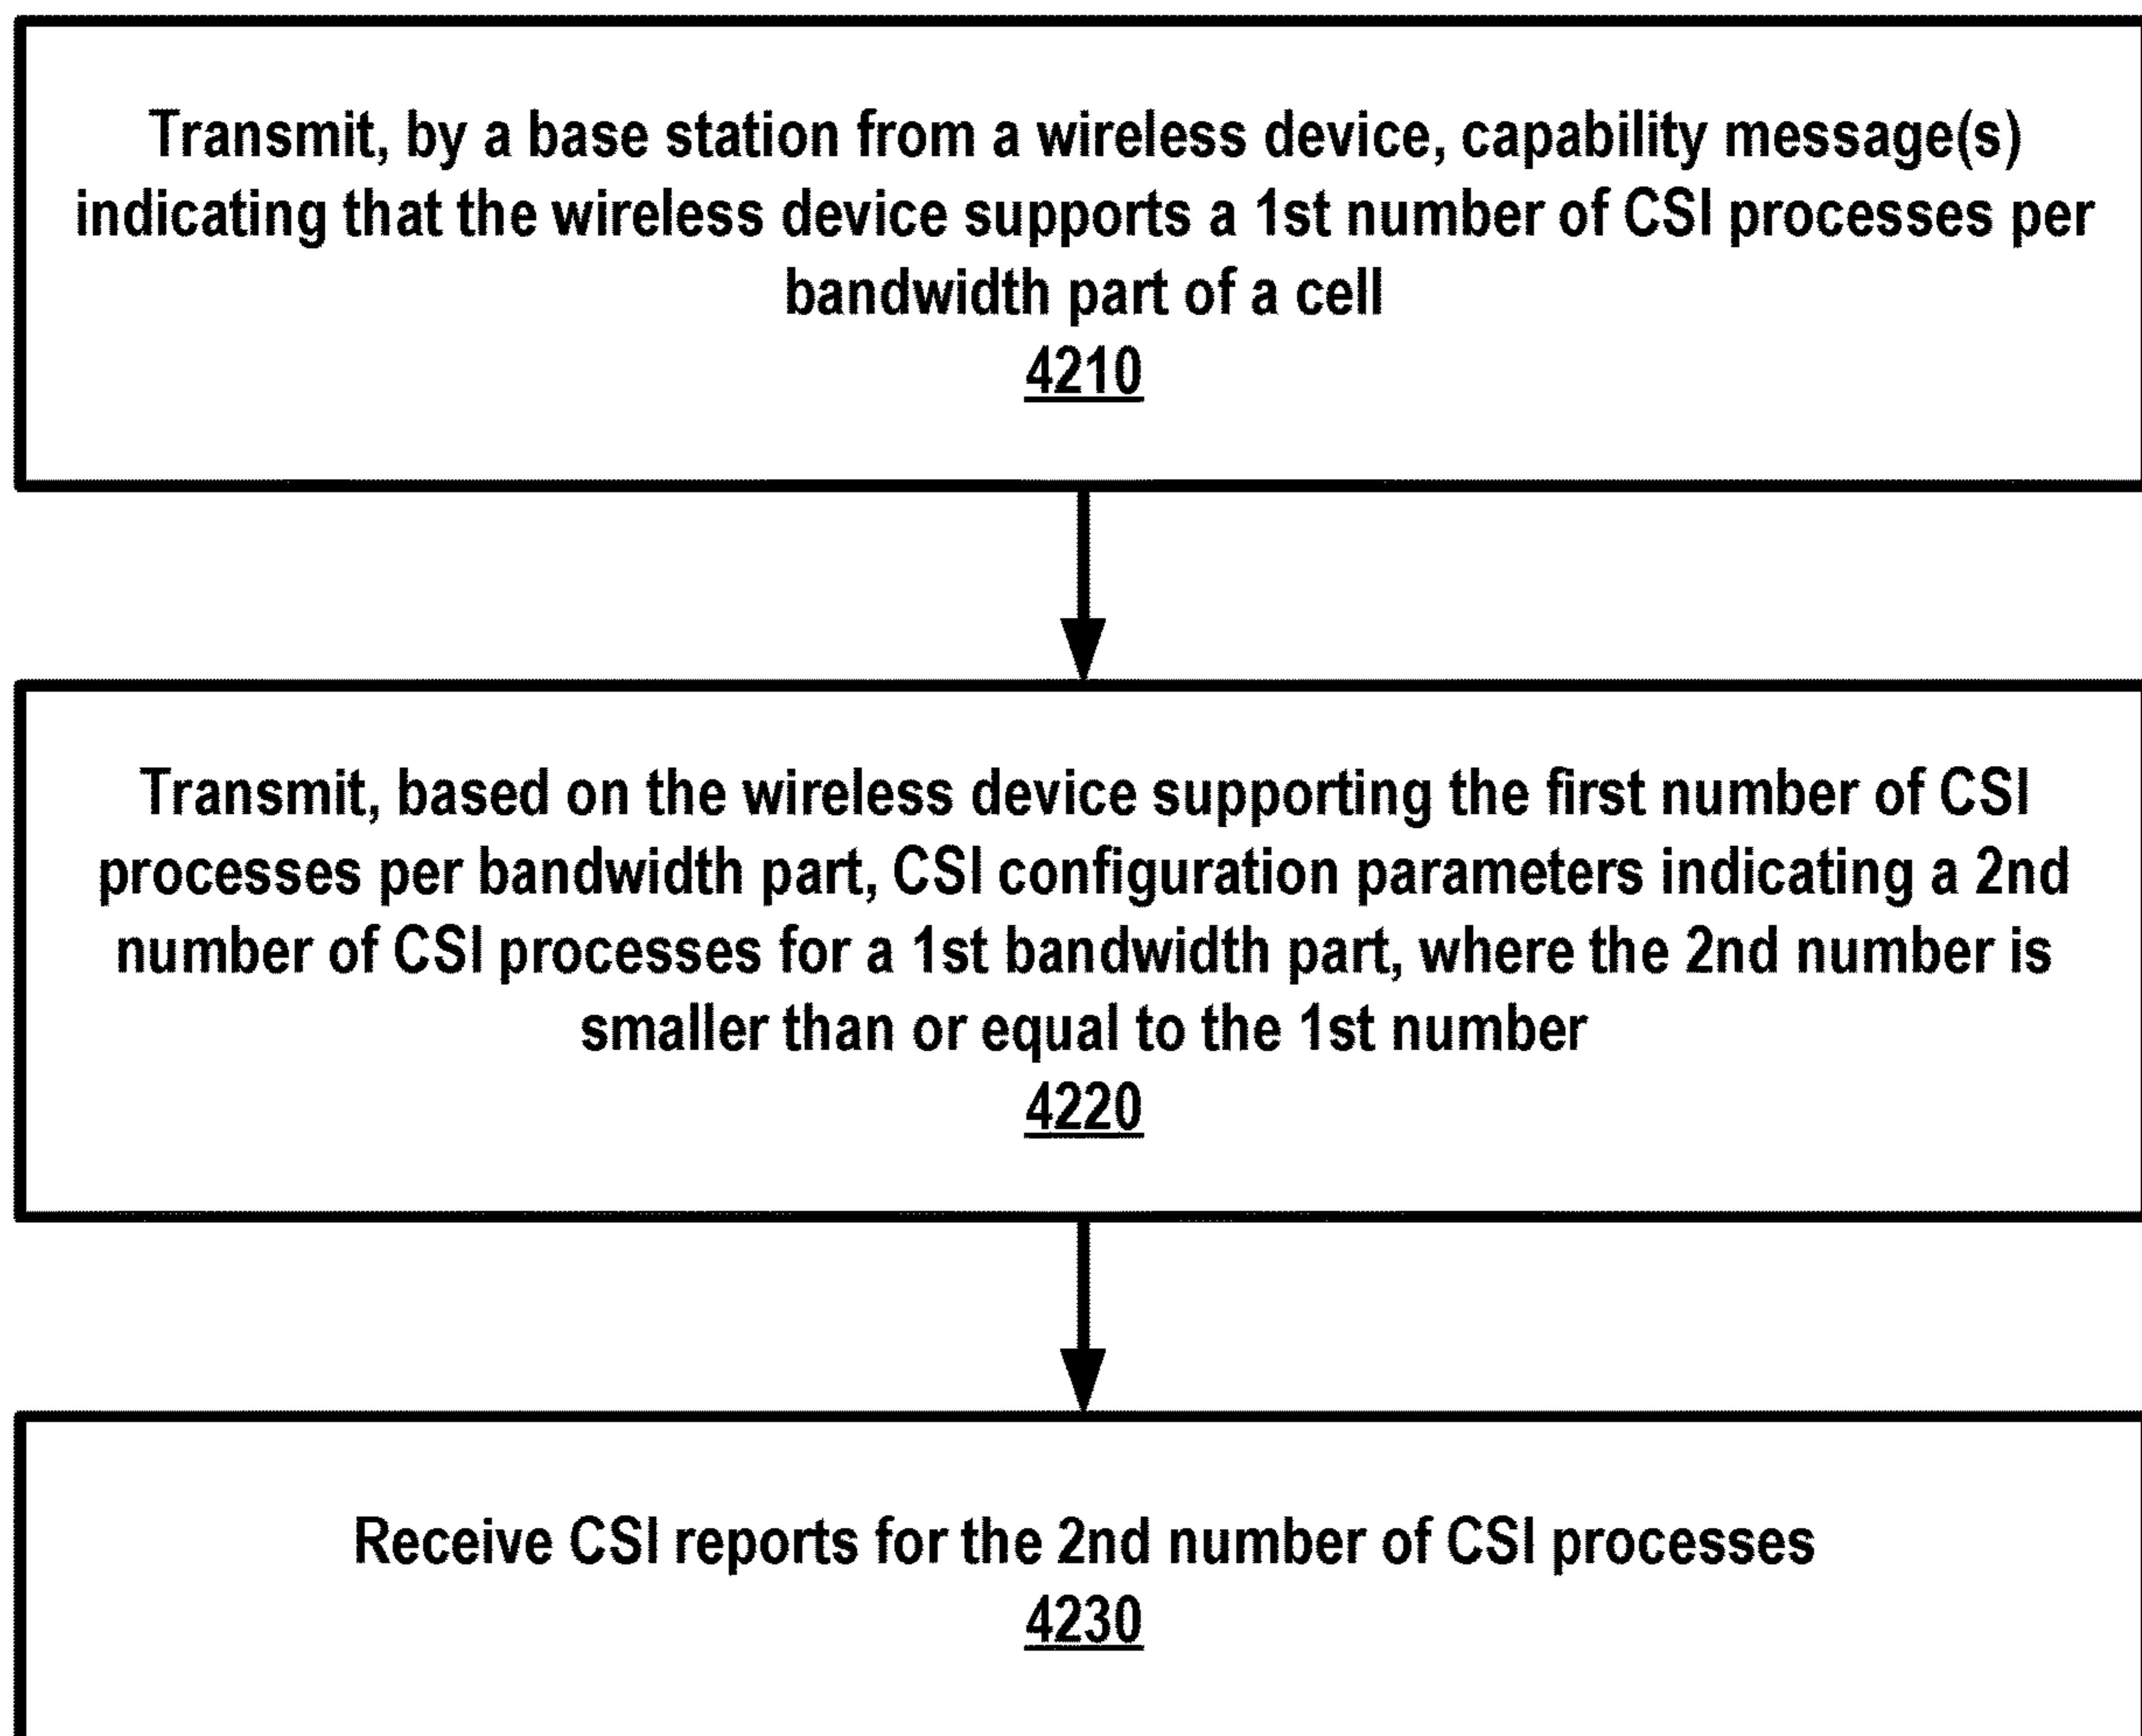 Transmit, by a base station from a wireless device, capability message(s)
indicating that the wireless device supports a 1st number of CSI processes per
bandwidth part of a cell
4210
Transmit, based on the wireless device supporting the first number of CSI
processes per bandwidth part, CSI configuration parameters indicating a 2nd
number of CSI processes for a 1st bandwidth part, where the 2nd number is
smaller than or equal to the 1st number
4220
Receive CSI reports for the 2nd number of CSI processes
4230